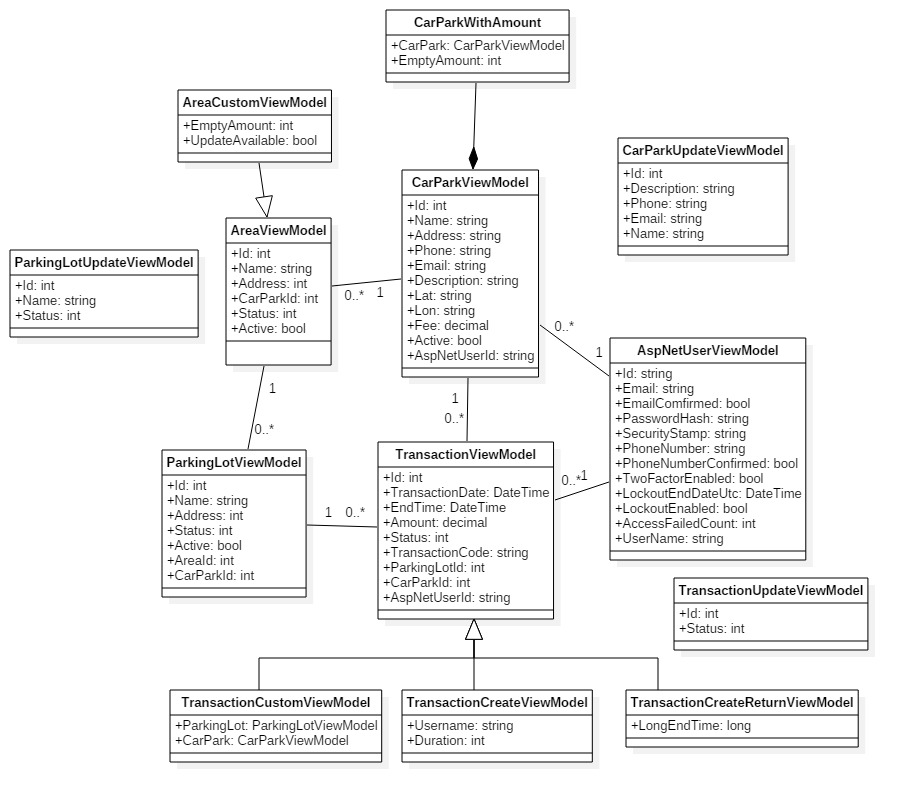 CarParkWithAmount
+CarPark: CarParkViewModel
+EmptyAmount: int
AreaCustomViewModel
+EmptyAmount: int
+UpdateAvailable: bool
CarParkUpdateViewModel
+Id: int
+Description: string
+Phone: string
+Email: string
+Name: string
CarParkViewModel
+Id: int
+Name: string
+Address: string
+Phone: string
+Email: string
+Description: string
+Lat: string
+Lon: string
+Fee: decimal
+Active: bool
+AspNetUserId: string
AreaViewModel
+Id: int
+Name: string
+Address: int
+CarParkId: int
+Status: int
+Active: bool
0..*
1
ParkingLotUpdateViewModel
+Id: int
+Name: string
+Status: int
0..*
1
AspNetUserViewModel
+Id: string
+Email: string
+EmailComfirmed: bool
+PasswordHash: string
+SecurityStamp: string
+PhoneNumber: string
+PhoneNumberConfirmed: bool
+TwoFactorEnabled: bool
+LockoutEndDateUtc: DateTime
+LockoutEnabled: bool
+AccessFailedCount: int
+UserName: string
1
0..*
1
0..*
ParkingLotViewModel
+Id: int
+Name: string
+Address: int
+Status: int
+Active: bool
+AreaId: int
+CarParkId: int
1
0..*
TransactionViewModel
+Id: int
+TransactionDate: DateTime
+EndTime: DateTime
+Amount: decimal
+Status: int
+TransactionCode: string
+ParkingLotId: int
+CarParkId: int
+AspNetUserId: string
0..*
1
TransactionUpdateViewModel
+Id: int
+Status: int
TransactionCustomViewModel
+ParkingLot: ParkingLotViewModel
+CarPark: CarParkViewModel
TransactionCreateViewModel
+Username: string
+Duration: int
TransactionCreateReturnViewModel
+LongEndTime: long